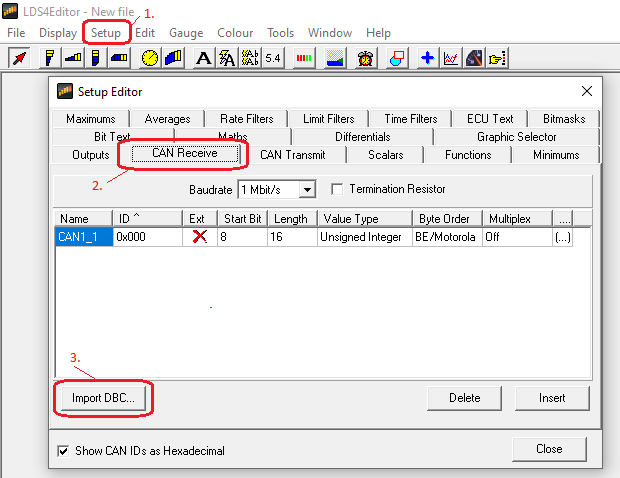 LDS4Editor - New file
1.
File Display Setup Edit Gauge Colour Tools Window Help
A A Abc Abc 5.4
Setup Editor
Maximums Averages Rate Filters Limit Filters Time Filters ECU Text Bitmasks
Bit Text Maths Differentials Graphic Selector
Outputs CAN Receive CAN Transmit Scalars Functions Minimums
2.
Baudrate 1 Mbit/s Termination Resistor
Name ID ^ Ext Start Bit Length Value Type Byte Order Multiplex ....
CAN1_1 0x000 8 16 Unsigned Integer BE/Motorola Off (...)
3.
Import DBC... Delete Insert
Show CAN IDs as Hexadecimal Close